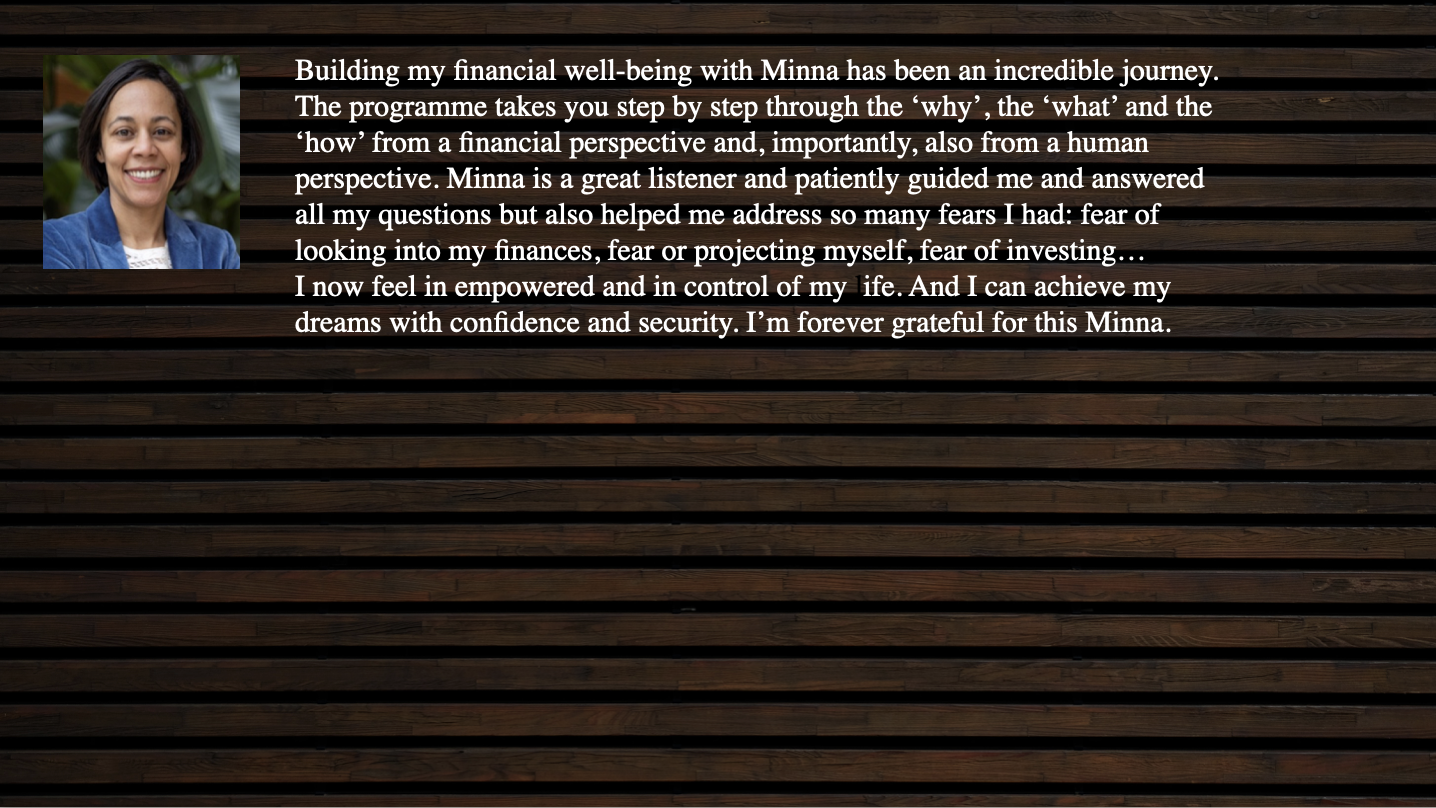 Building my financial well-being with Minna has been an incredible journey.
The programme takes you step by step through the ‘why’, the ‘what’ and the
‘how’ from a financial perspective and, importantly, also from a human
perspective. Minna is a great listener and patiently guided me and answered
all my questions but also helped me address so many fears I had: fear of
looking into my finances, fear or projecting myself, fear of investing…
I now feel in empowered and in control of my life. And I can achieve my
dreams with confidence and security. I’m forever grateful for this Minna.